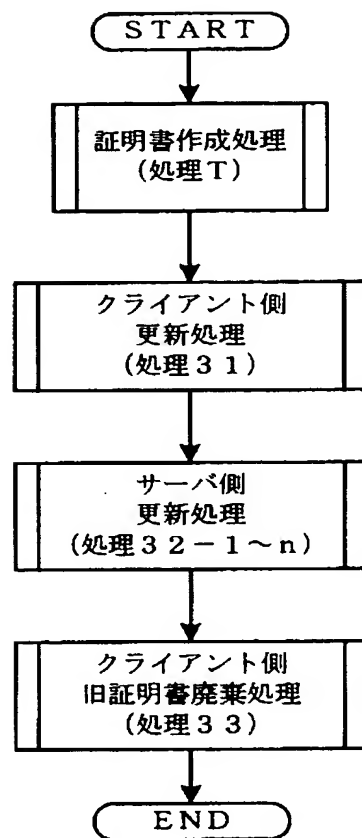 START
証明書作成処理
(処理T)
クライアント側
更新処理
(処理31)
サーバ側
更新処理
(処理32-1~n)
クライアント側
旧証明書廃棄処理
(処理33)
END